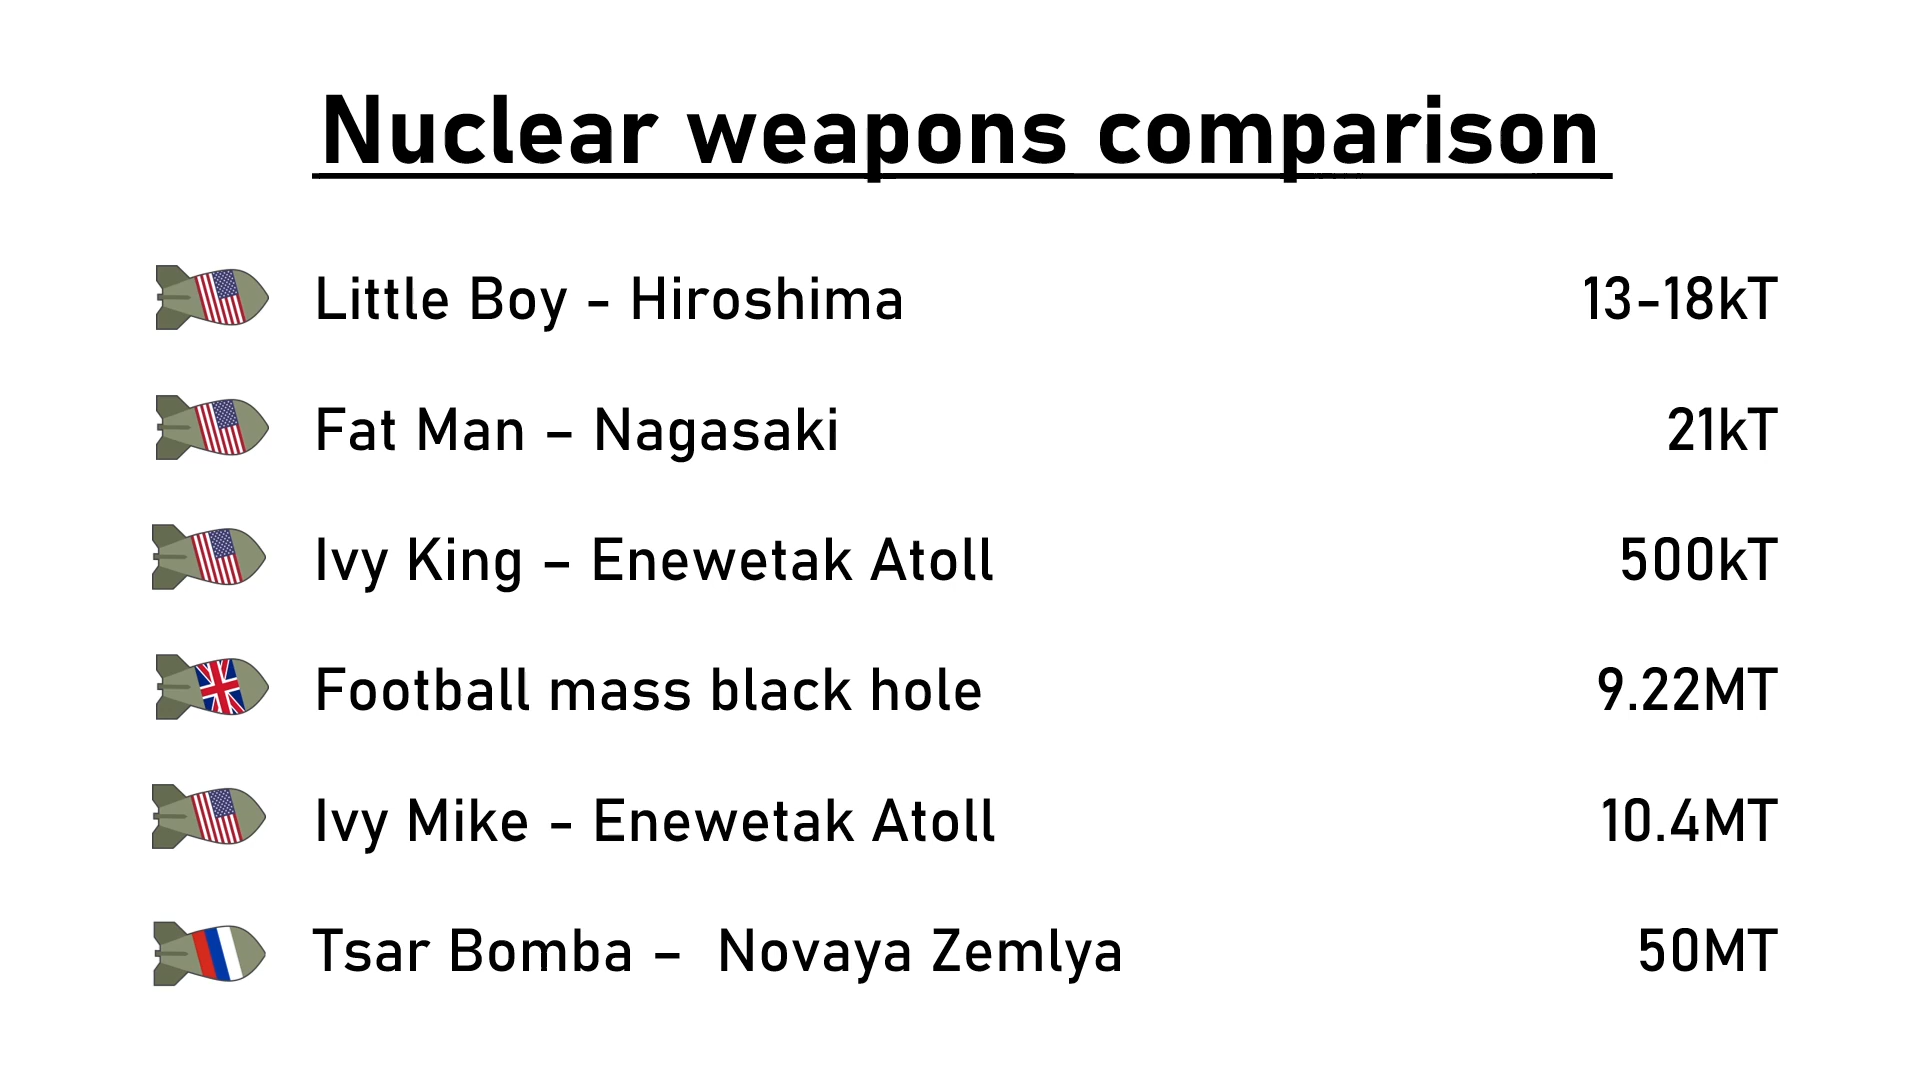 Nuclear weapons comparison
Little Boy - Hiroshima 13-18kT
Fat Man – Nagasaki 21kT
Ivy King – Enewetak Atoll 500kT
Football mass black hole 9.22MT
Ivy Mike - Enewetak Atoll 10.4MT
Tsar Bomba – Novaya Zemlya 50MT